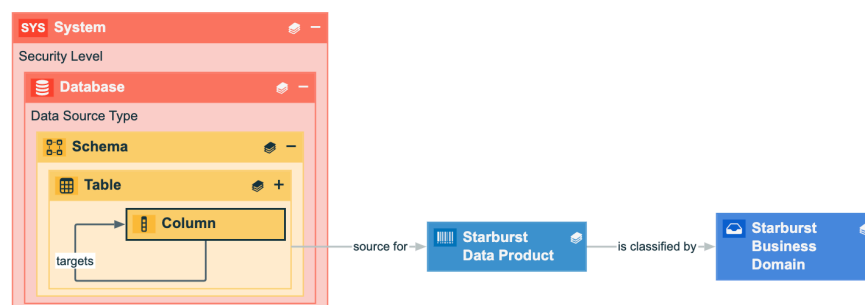 SYS System
Security Level
Database
Data Source Type
Schema
Table
Column
targets
source for
Starburst
Data Product
is classified by
Starburst
Business
Domain